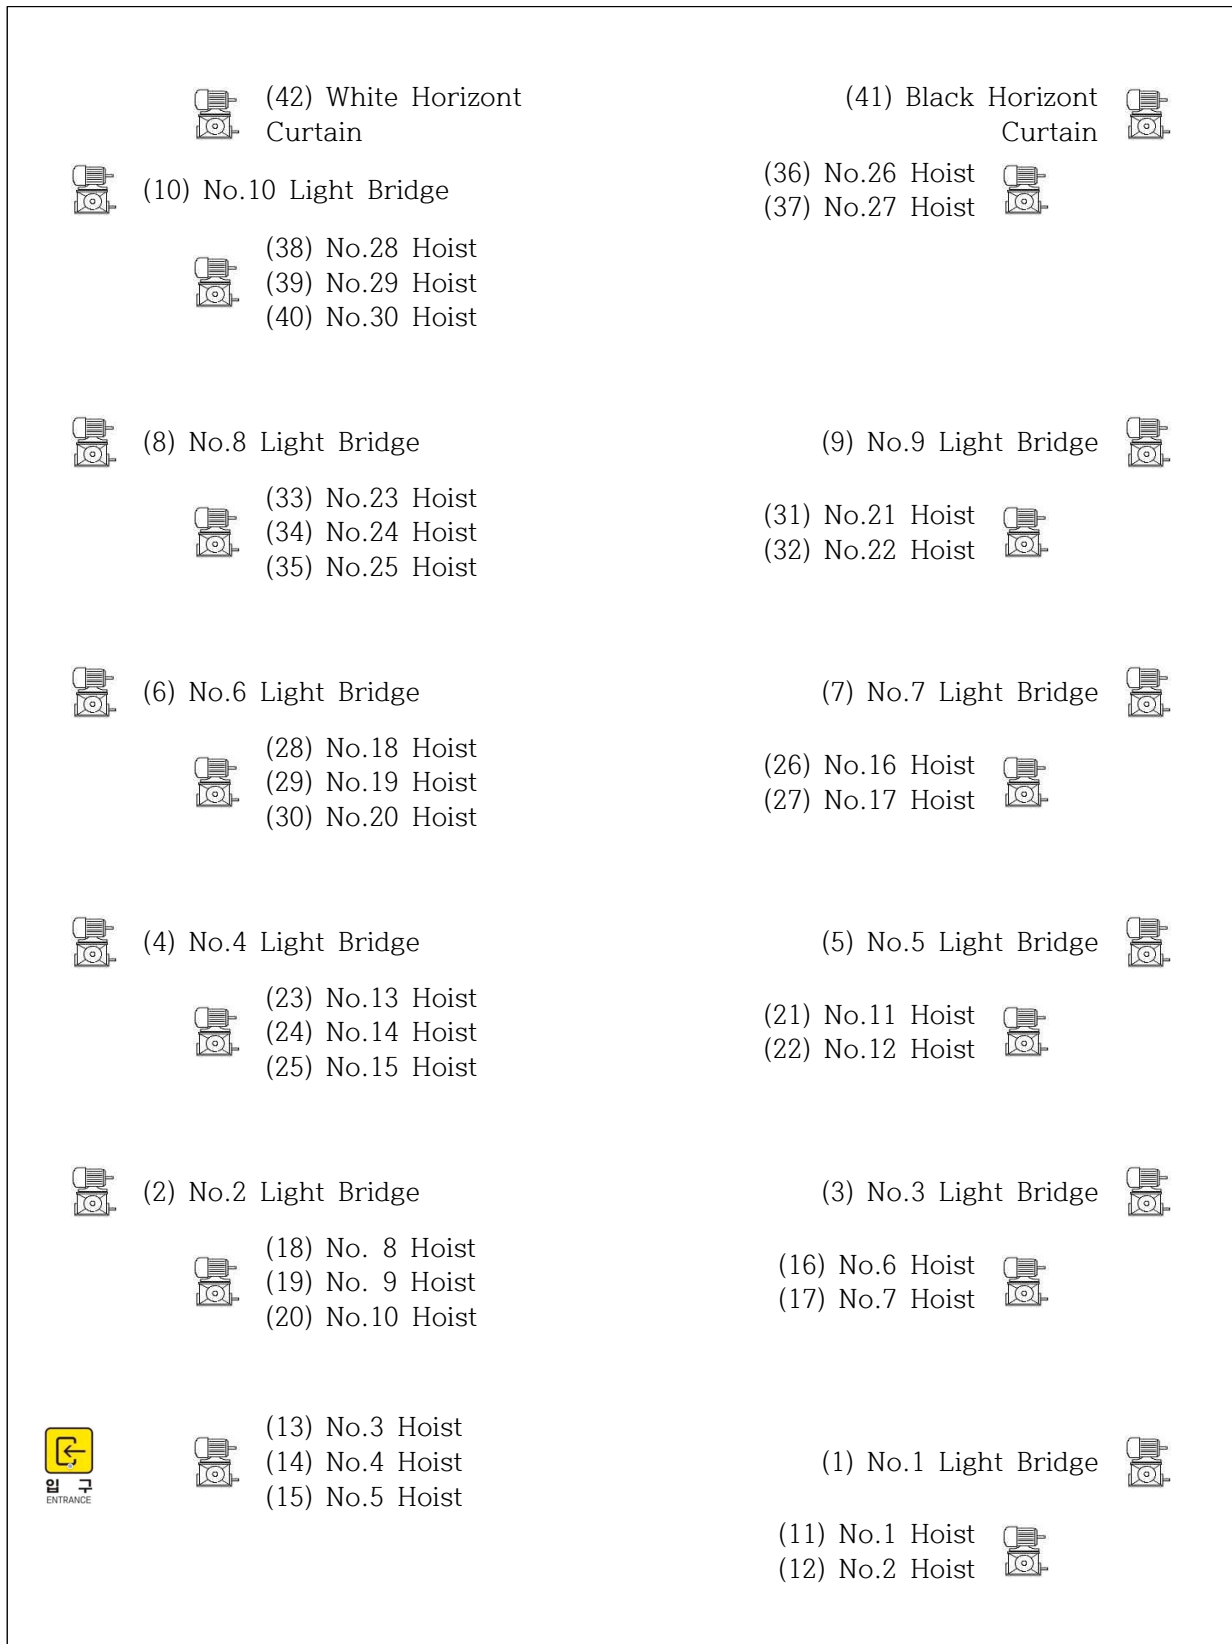 (42) White Horizont
Curtain
(41) Black Horizont
Curtain
(10) No.10 Light Bridge
(36) No.26 Hoist
(37) No.27 Hoist
(38) No.28 Hoist
(39) No.29 Hoist
(40) No.30 Hoist
(8) No.8 Light Bridge
(9) No.9 Light Bridge
(33) No.23 Hoist
(34) No.24 Hoist
(35) No.25 Hoist
(31) No.21 Hoist
(32) No.22 Hoist
(6) No.6 Light Bridge
(7) No.7 Light Bridge
(28) No.18 Hoist
(29) No.19 Hoist
(30) No.20 Hoist
(26) No.16 Hoist
(27) No.17 Hoist
(4) No.4 Light Bridge
(5) No.5 Light Bridge
(23) No.13 Hoist
(24) No.14 Hoist
(25) No.15 Hoist
(21) No.11 Hoist
(22) No.12 Hoist
(2) No.2 Light Bridge
(3) No.3 Light Bridge
(18) No. 8 Hoist
(19) No. 9 Hoist
(20) No.10 Hoist
(16) No.6 Hoist
(17) No.7 Hoist
입 구
ENTRANCE
(13) No.3 Hoist
(14) No.4 Hoist
(15) No.5 Hoist
(1) No.1 Light Bridge
(11) No.1 Hoist
(12) No.2 Hoist